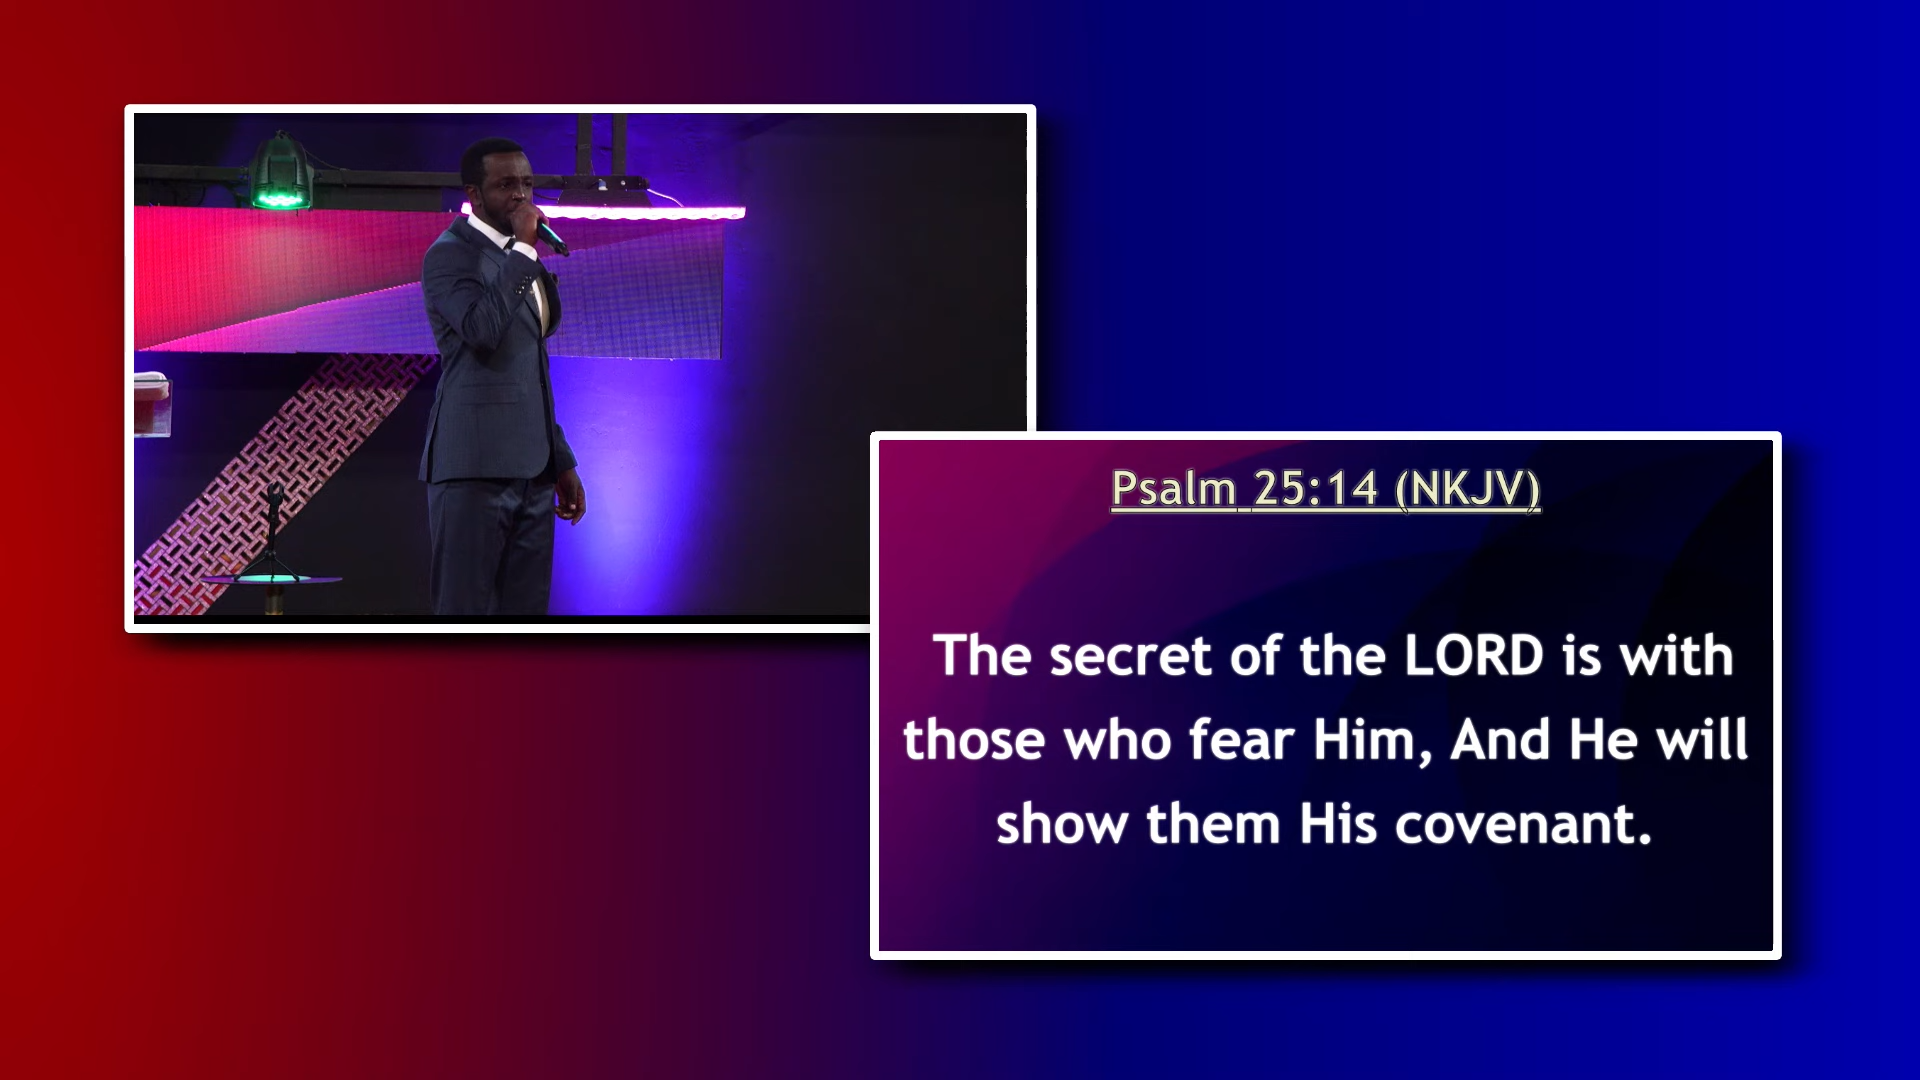 Psalm 25:14 (NKJV)
The secret of the LORD is with
those who fear Him, And He will
show them His covenant.